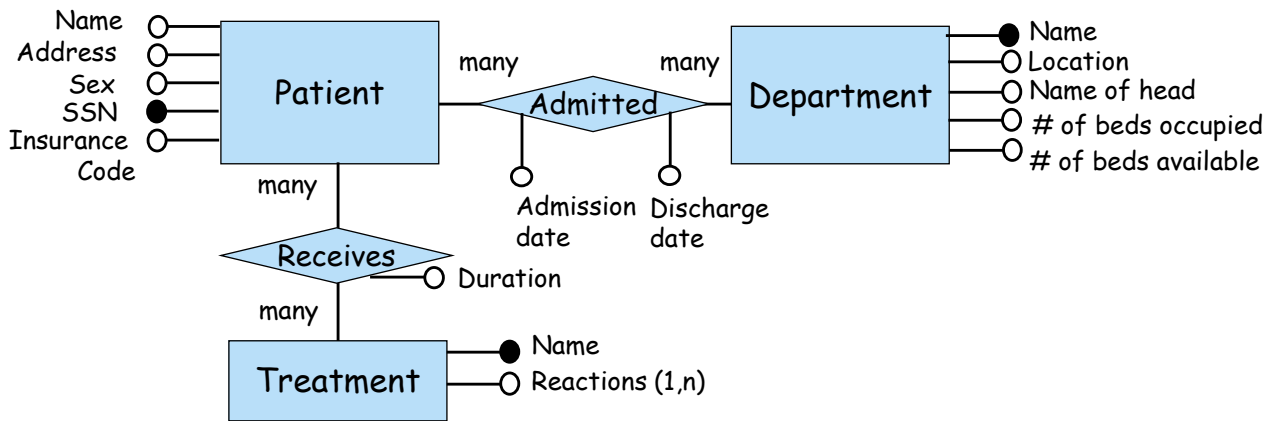 Name
Address
Sex
SSN
Insurance
Code
Patient
many
Admitted
many
Department
Name
Location
Name of head
# of beds occupied
# of beds available
Admission
date
Discharge
date
many
Receives
Duration
many
Treatment
Name
Reactions (1,n)